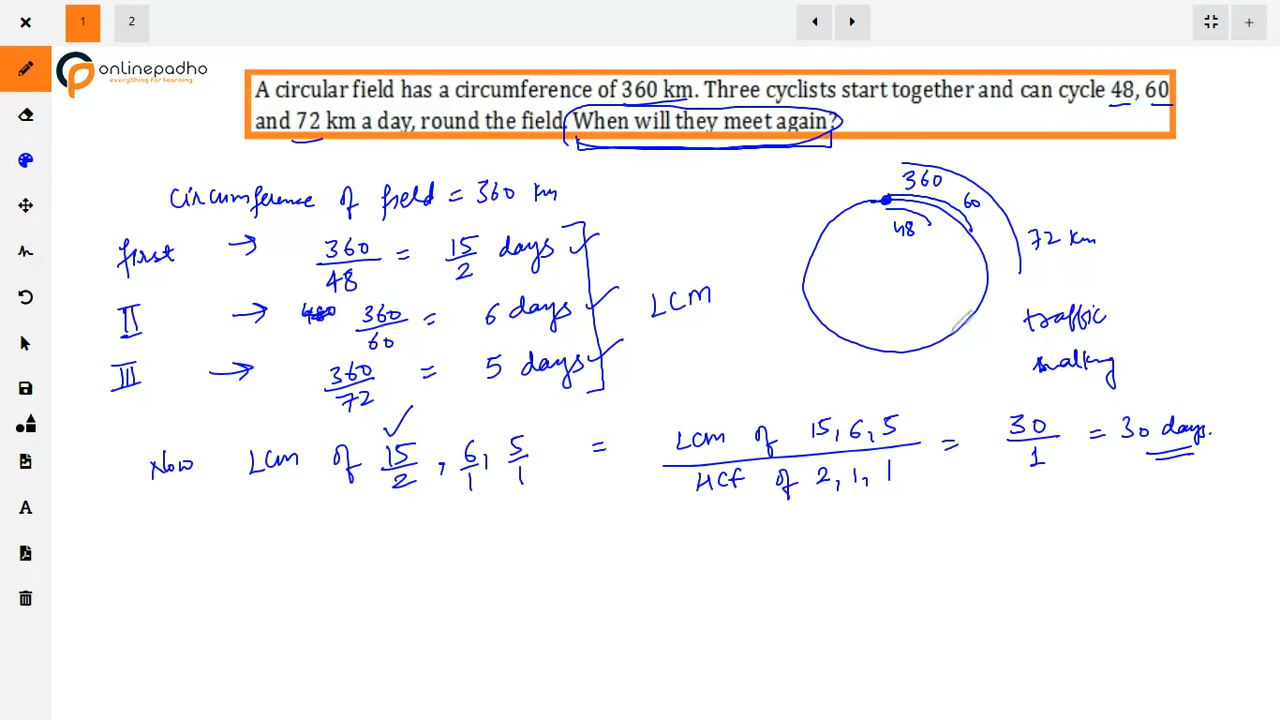 1 2
onlinepadho
everything for learning
A circular field has a circumference of 360 km. Three cyclists start together and can cycle 48, 60
and 72 km a day, round the field. When will they meet again?
Circumference of field = 360 km
first → 360/48 = 15/2 days
II → 360/60 = 6 days
III → 360/72 = 5 days
LCM
360
60
48
72 km
traffic
walking
Now LCM of 15/2, 6/1, 5/1 = LCM of 15, 6, 5 / HCF of 2, 1, 1 = 30/1 = 30 days.